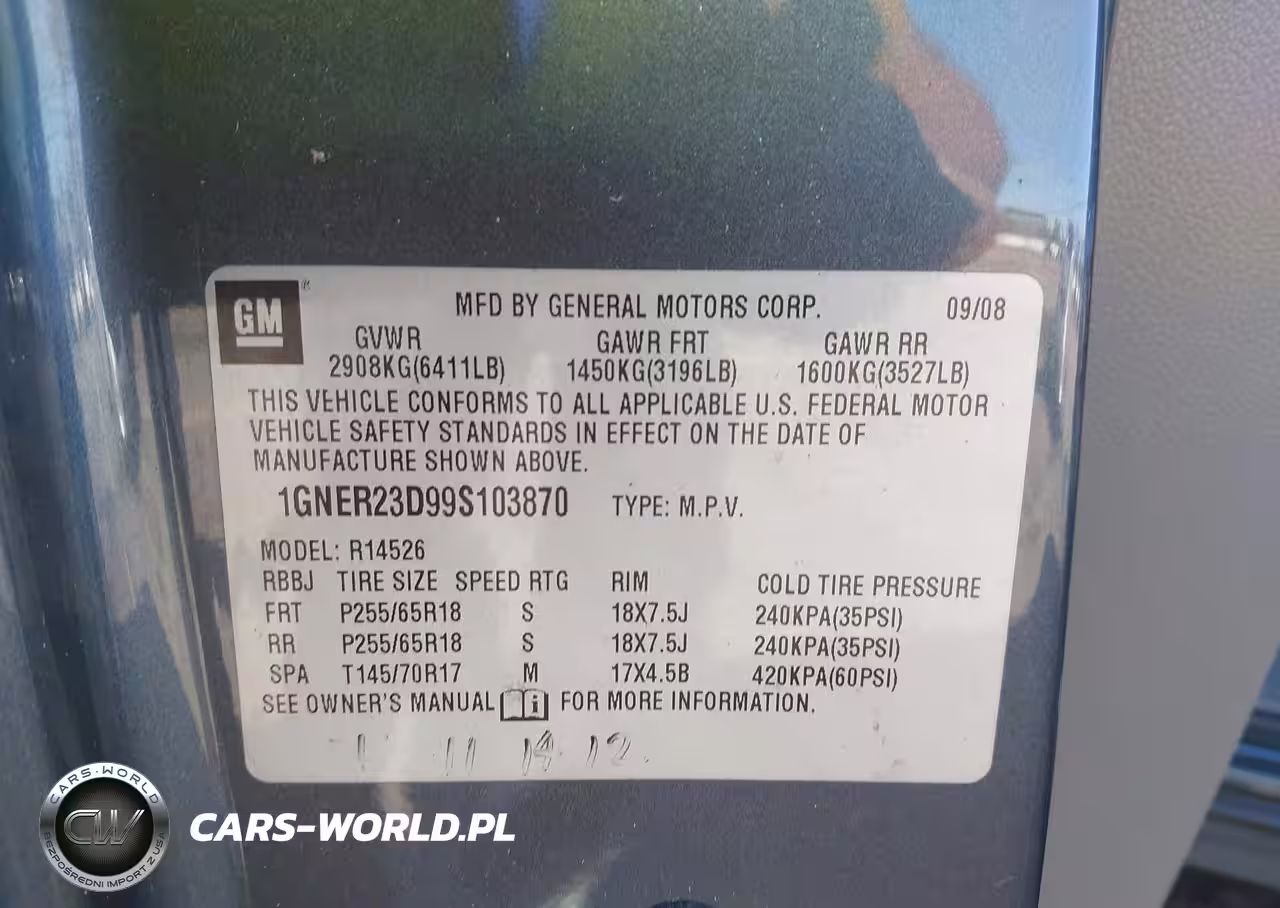 GM®
MFD BY GENERAL MOTORS CORP. 09/08
GVWR GAWR FRT GAWR RR
2908KG(6411LB) 1450KG(3196LB) 1600KG(3527LB)
THIS VEHICLE CONFORMS TO ALL APPLICABLE U.S. FEDERAL MOTOR
VEHICLE SAFETY STANDARDS IN EFFECT ON THE DATE OF
MANUFACTURE SHOWN ABOVE.
1GNER23D99S103870 TYPE: M.P.V.
MODEL: R14526
RBBJ TIRE SIZE SPEED RTG RIM COLD TIRE PRESSURE
FRT P255/65R18 S 18X7.5J 240KPA(35PSI)
RR P255/65R18 S 18X7.5J 240KPA(35PSI)
SPA T145/70R17 M 17X4.5B 420KPA(60PSI)
SEE OWNER'S MANUAL i FOR MORE INFORMATION.
CARS-WORLD
CW
BEZPOŚREDNI IMPORT Z USA
CARS-WORLD.PL